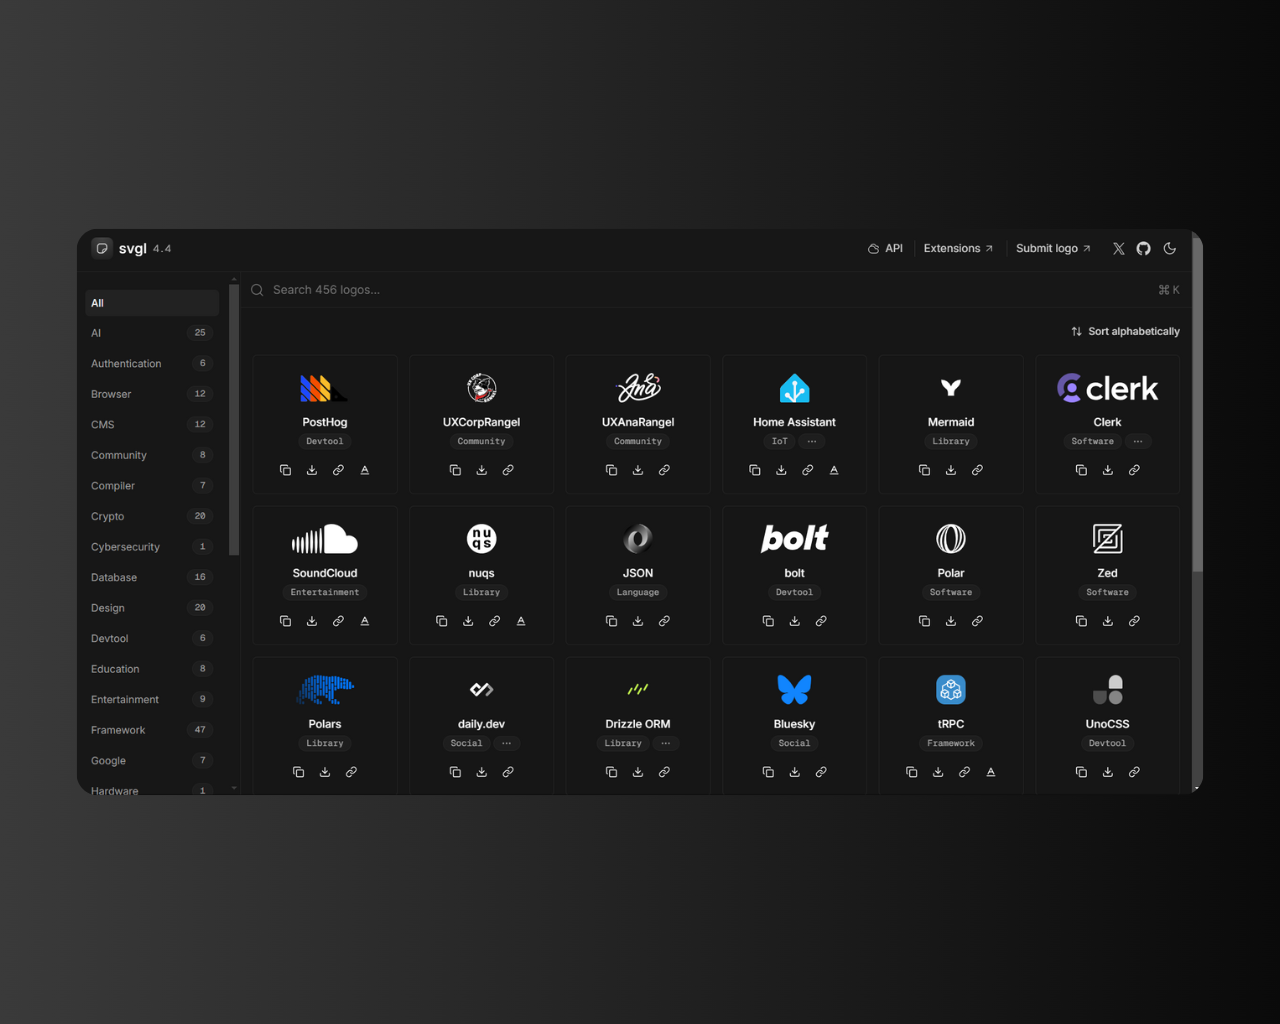 svgl 4.4
API
Extensions
Submit logo
Search 456 logos...
⌘ K
Sort alphabetically
All
AI 25
Authentication 6
Browser 12
CMS 12
Community 8
Compiler 7
Crypto 20
Cybersecurity 1
Database 16
Design 20
Devtool 6
Education 8
Entertainment 9
Framework 47
Google 7
Hardware 1
PostHog
Devtool
UXCorpRangel
Community
Ana
UXAnaRangel
Community
Home Assistant
IoT ...
Mermaid
Library
clerk
Clerk
Software ...
SoundCloud
Entertainment
nu
qs
nuqs
Library
JSON
Language
bolt
bolt
Devtool
Polar
Software
Zed
Software
Polars
Library
daily.dev
Social ...
Drizzle ORM
Library ...
Bluesky
Social
tRPC
Framework
UnoCSS
Devtool